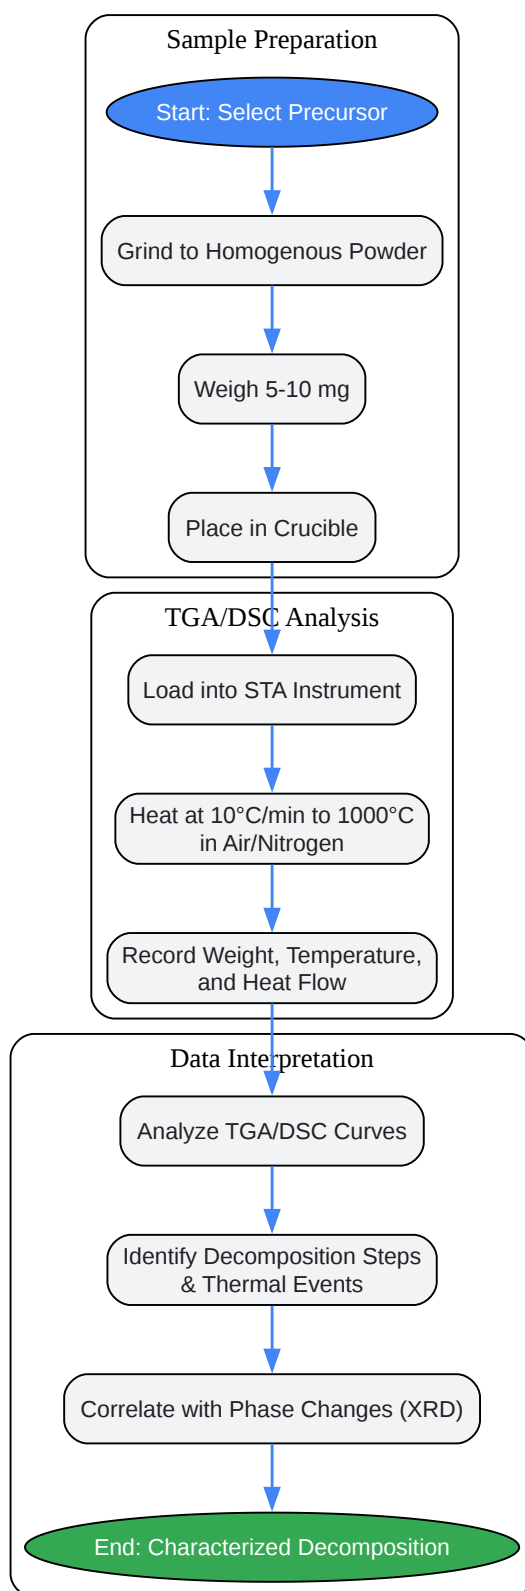 Sample Preparation
Start: Select Precursor
Grind to Homogenous Powder
Weigh 5-10 mg
Place in Crucible
TGA/DSC Analysis
Load into STA Instrument
Heat at 10°C/min to 1000°C
in Air/Nitrogen
Record Weight, Temperature,
and Heat Flow
Data Interpretation
Analyze TGA/DSC Curves
Identify Decomposition Steps
& Thermal Events
Correlate with Phase Changes (XRD)
End: Characterized Decomposition